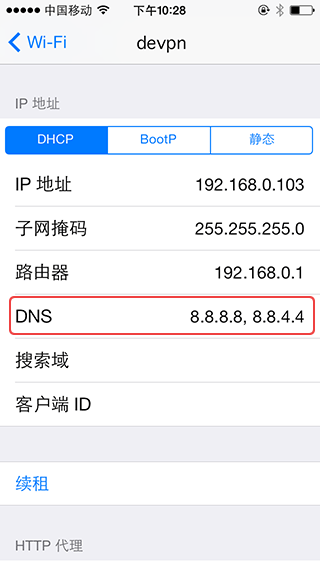 中国移动 下午10:28
Wi-Fi devpn
IP 地址
DHCP BootP 静态
IP 地址 192.168.0.103
子网掩码 255.255.255.0
路由器 192.168.0.1
DNS 8.8.8.8, 8.8.4.4
搜索域
客户端 ID
续租
HTTP 代理